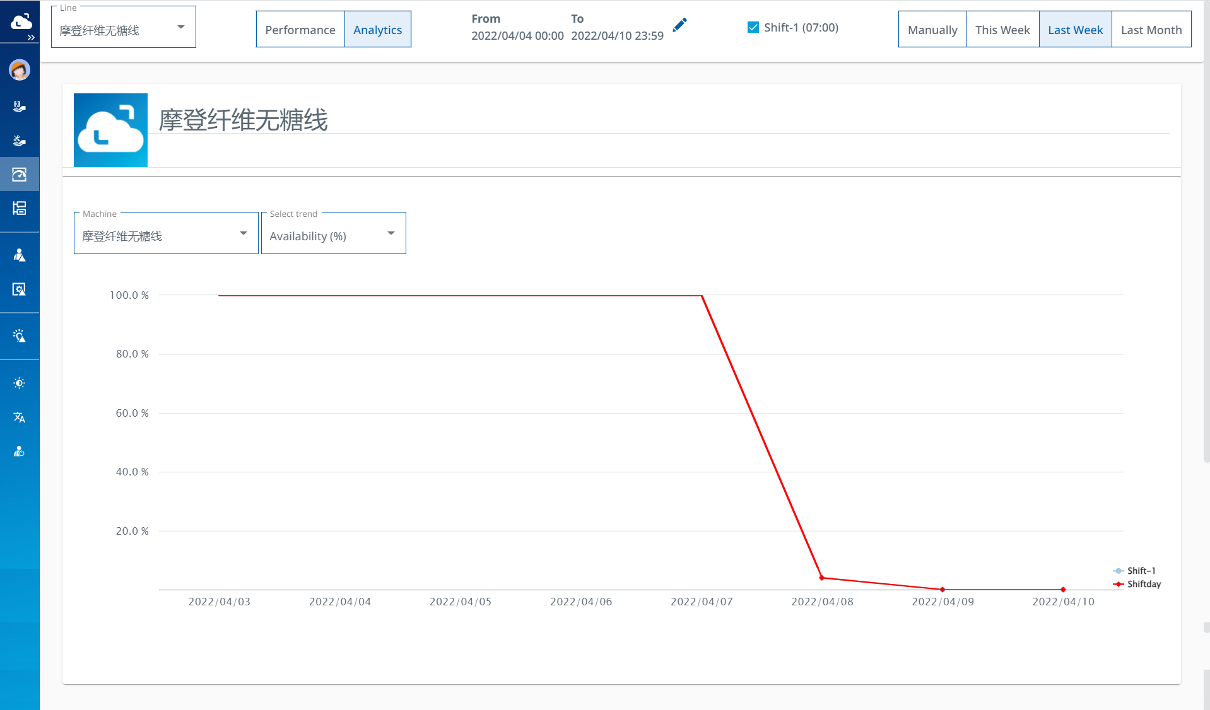 Line
摩登纤维无糖线
Performance
Analytics
From
2022/04/04 00:00
To
2022/04/10 23:59
Shift-1 (07:00)
Manually
This Week
Last Week
Last Month
摩登纤维无糖线
Machine
摩登纤维无糖线
Select trend
Availability (%)
100.0 %
80.0 %
60.0 %
40.0 %
20.0 %
2022/04/03
2022/04/04
2022/04/05
2022/04/06
2022/04/07
2022/04/08
2022/04/09
2022/04/10
Shift-1
Shiftday